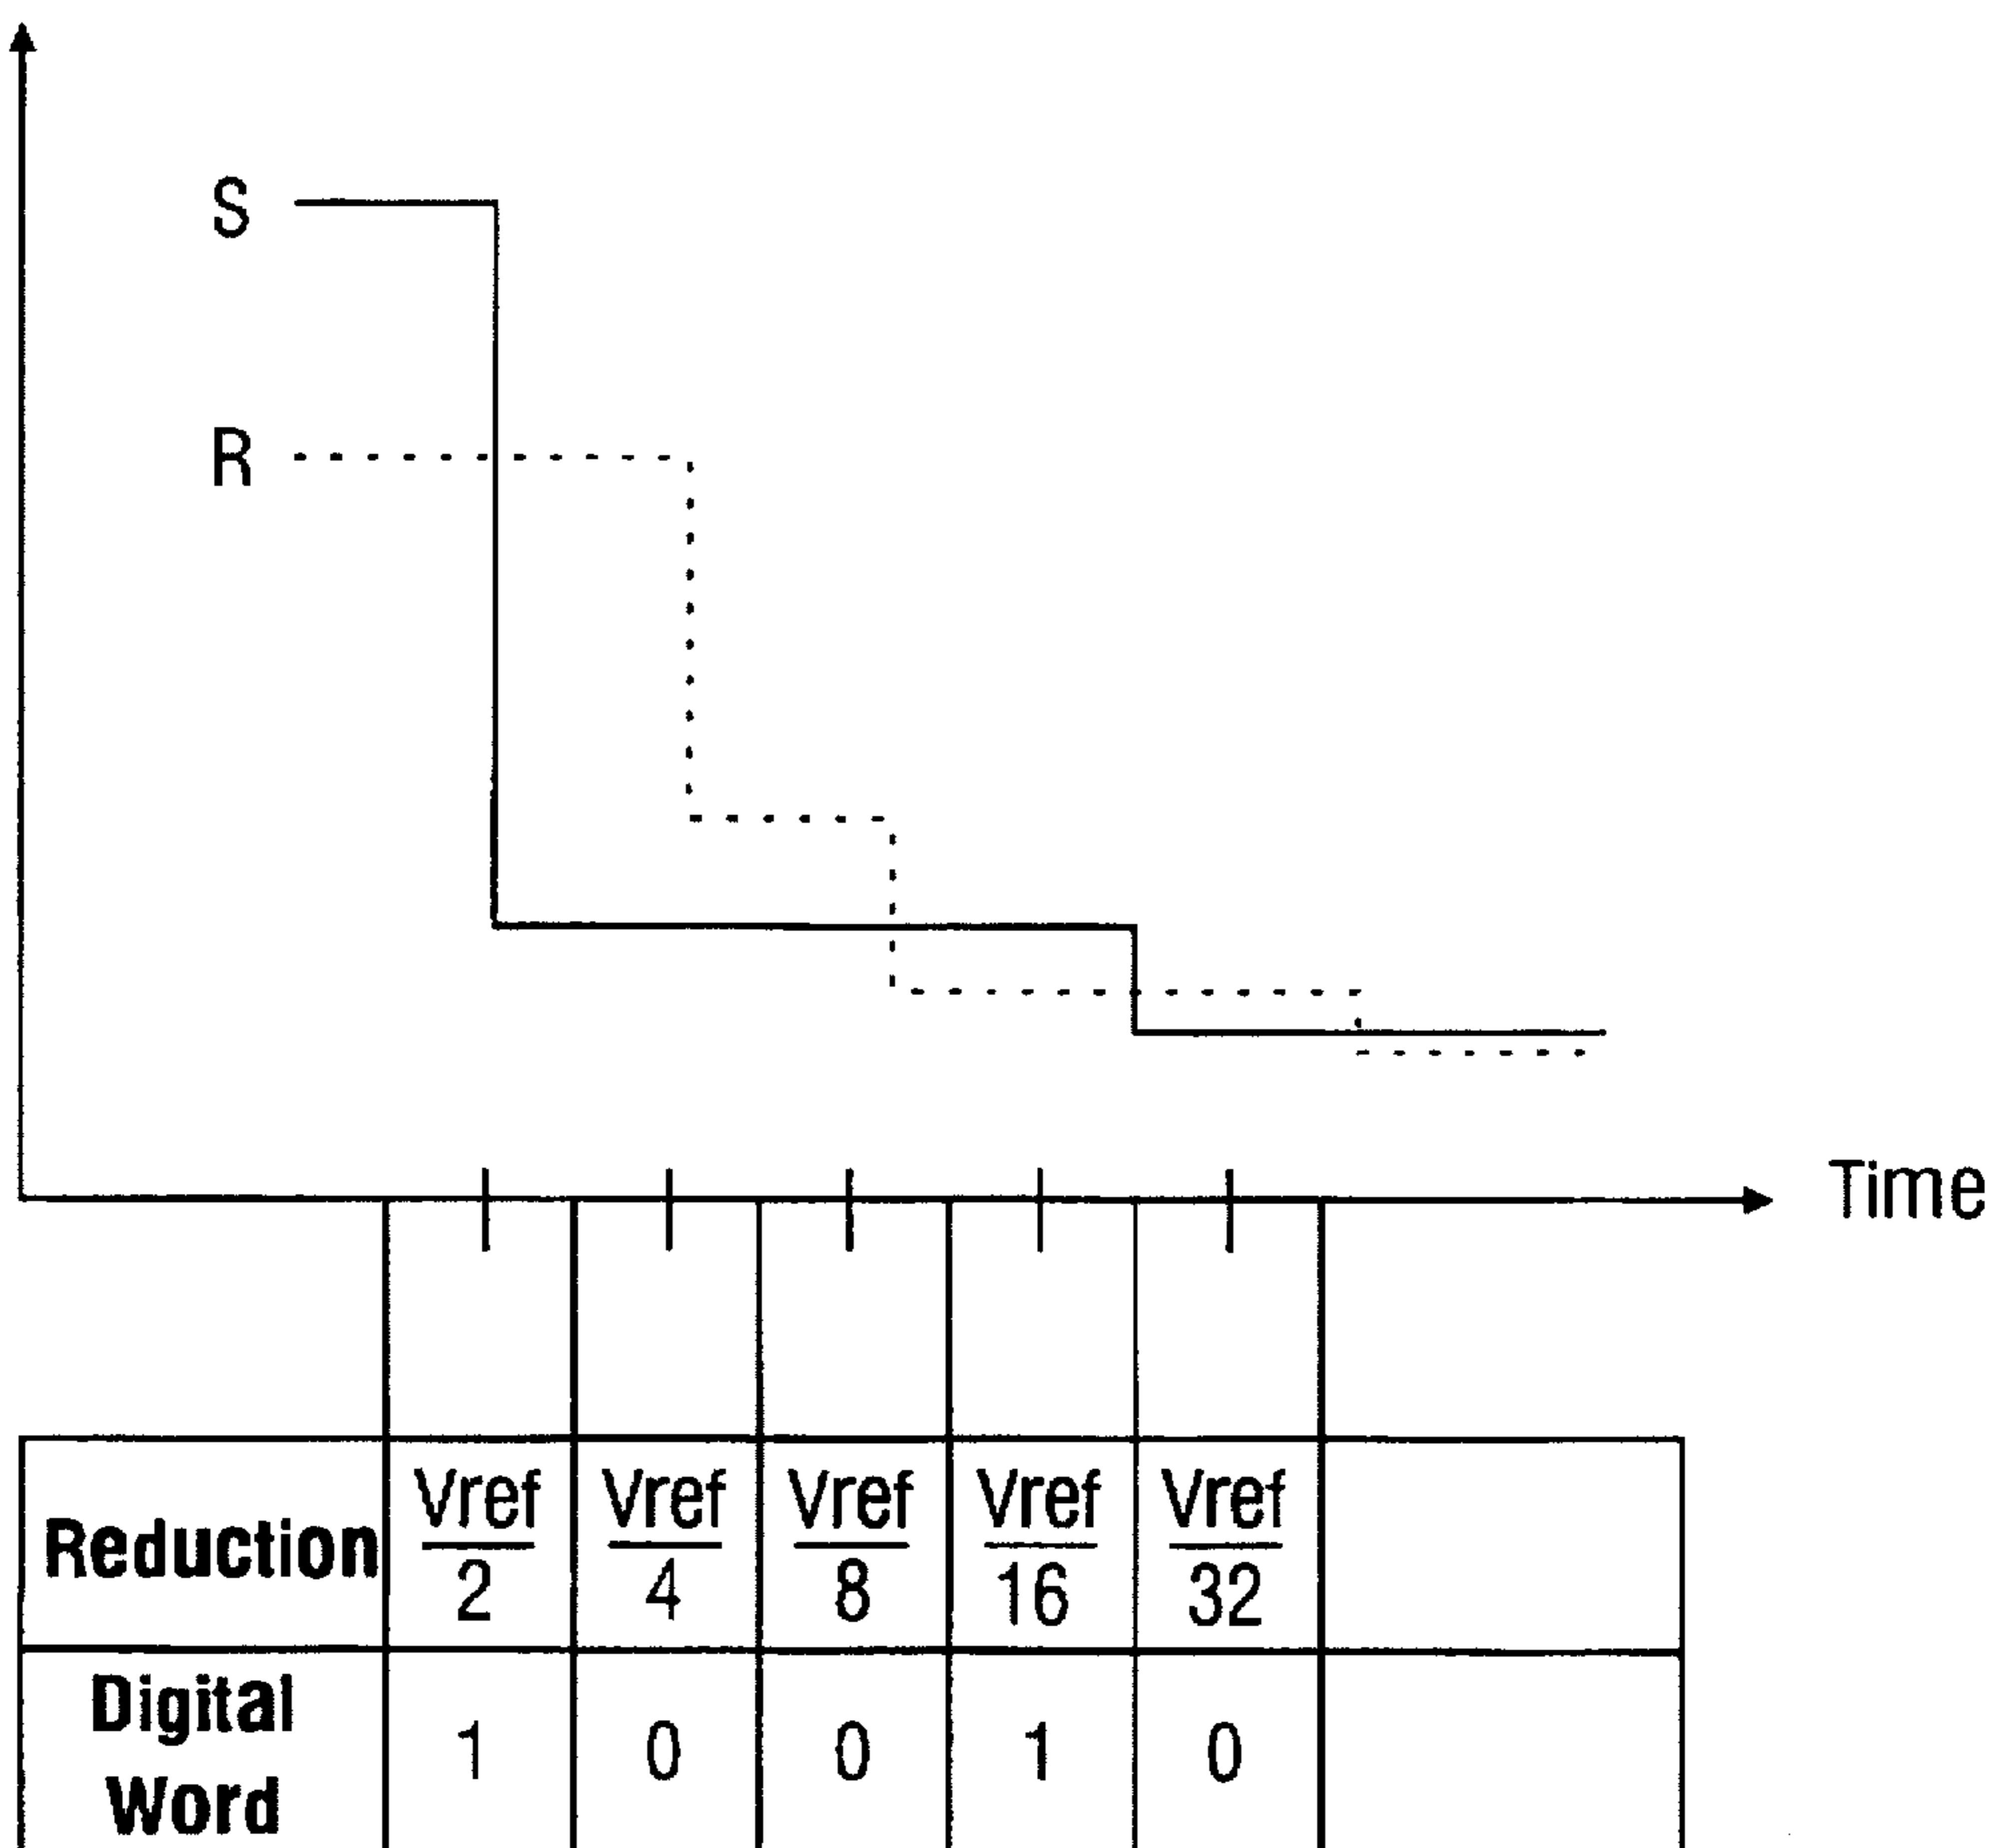 S
R
Time
Reduction Vref/2 Vref/4 Vref/8 Vref/16 Vref/32
Digital Word 1 0 0 1 0